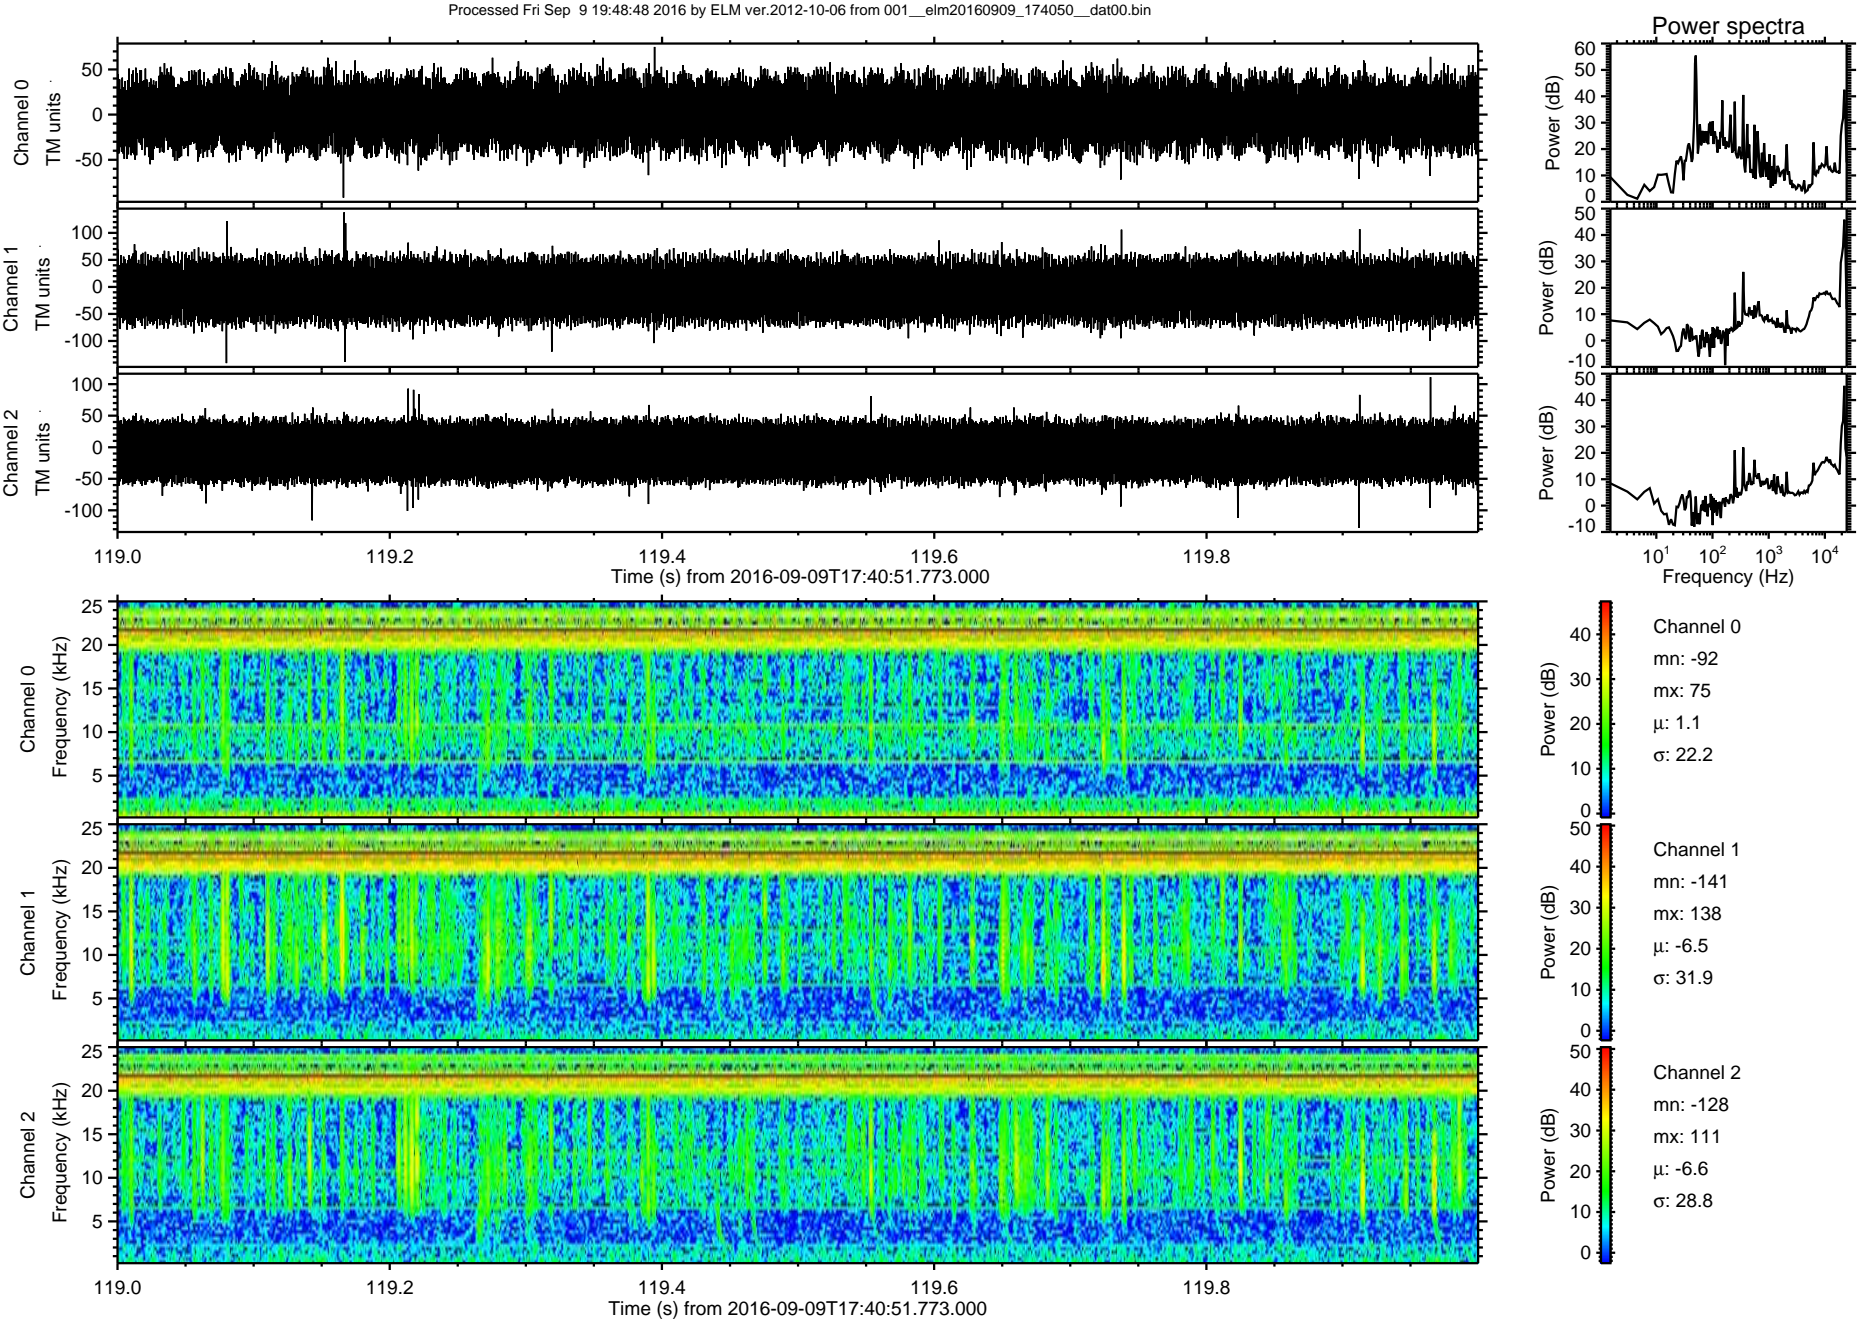 Processed Fri Sep  9 19:48:48 2016 by ELM ver.2012-10-06 from 001__elm20160909_174050__dat00.bin
Power spectra
Channel 0
TM units
50
0
-50
Power (dB)
60
50
40
30
20
10
0
Channel 1
TM units
100
50
0
-50
-100
Power (dB)
50
40
30
20
10
0
-10
Channel 2
TM units
100
50
0
-50
-100
Power (dB)
50
40
30
20
10
0
-10
119.0 119.2 119.4 119.6 119.8
Time (s) from 2016-09-09T17:40:51.773.000
10¹ 10² 10³ 10⁴
Frequency (Hz)
Channel 0
Frequency (kHz)
25
20
15
10
5
Power (dB)
40
30
20
10
0
Channel 0
mn: -92
mx: 75
μ: 1.1
σ: 22.2
Channel 1
Frequency (kHz)
25
20
15
10
5
Power (dB)
50
40
30
20
10
0
Channel 1
mn: -141
mx: 138
μ: -6.5
σ: 31.9
Channel 2
Frequency (kHz)
25
20
15
10
5
Power (dB)
50
40
30
20
10
0
Channel 2
mn: -128
mx: 111
μ: -6.6
σ: 28.8
119.0 119.2 119.4 119.6 119.8
Time (s) from 2016-09-09T17:40:51.773.000